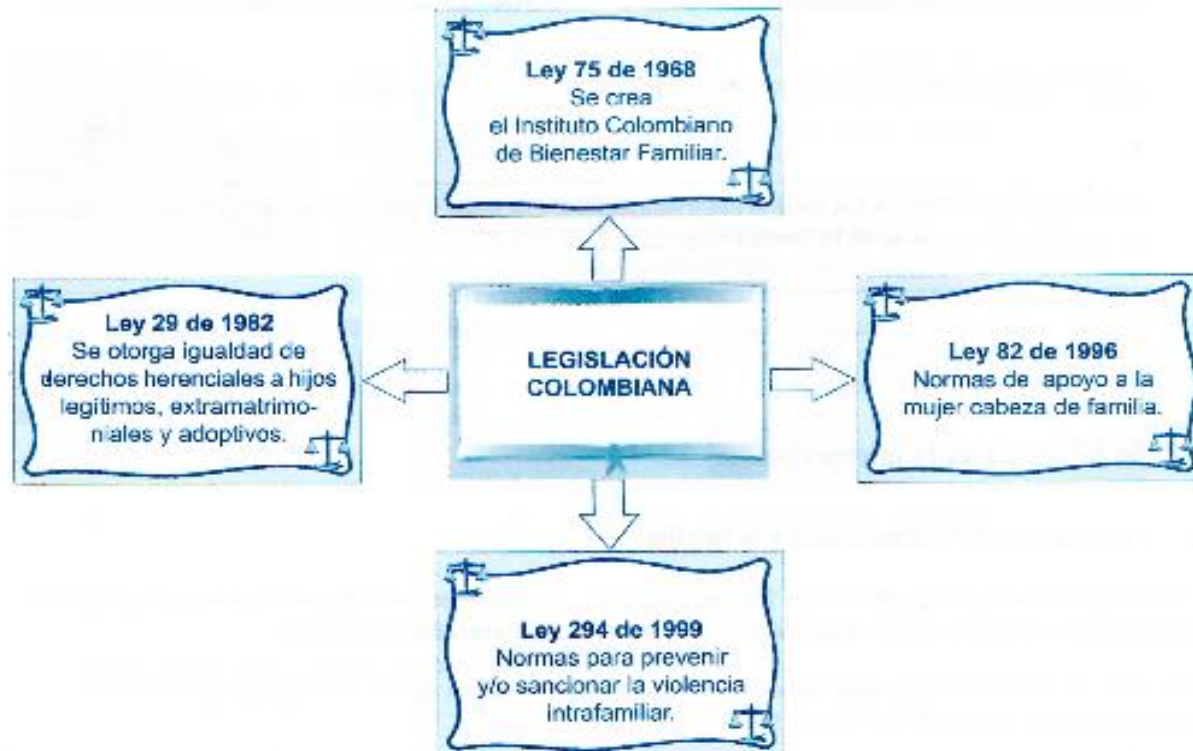 Ley 75 de 1968
Se crea
el Instituto Colombiano
de Bienestar Familiar.
Ley 29 de 1982
Se otorga igualdad de
derechos herenciales a hijos
legítimos, extramatrimo-
niales y adoptivos.
LEGISLACIÓN
COLOMBIANA
Ley 82 de 1996
Normas de apoyo a la
mujer cabeza de familia.
Ley 294 de 1999
Normas para prevenir
y/o sancionar la violencia
intrafamiliar.